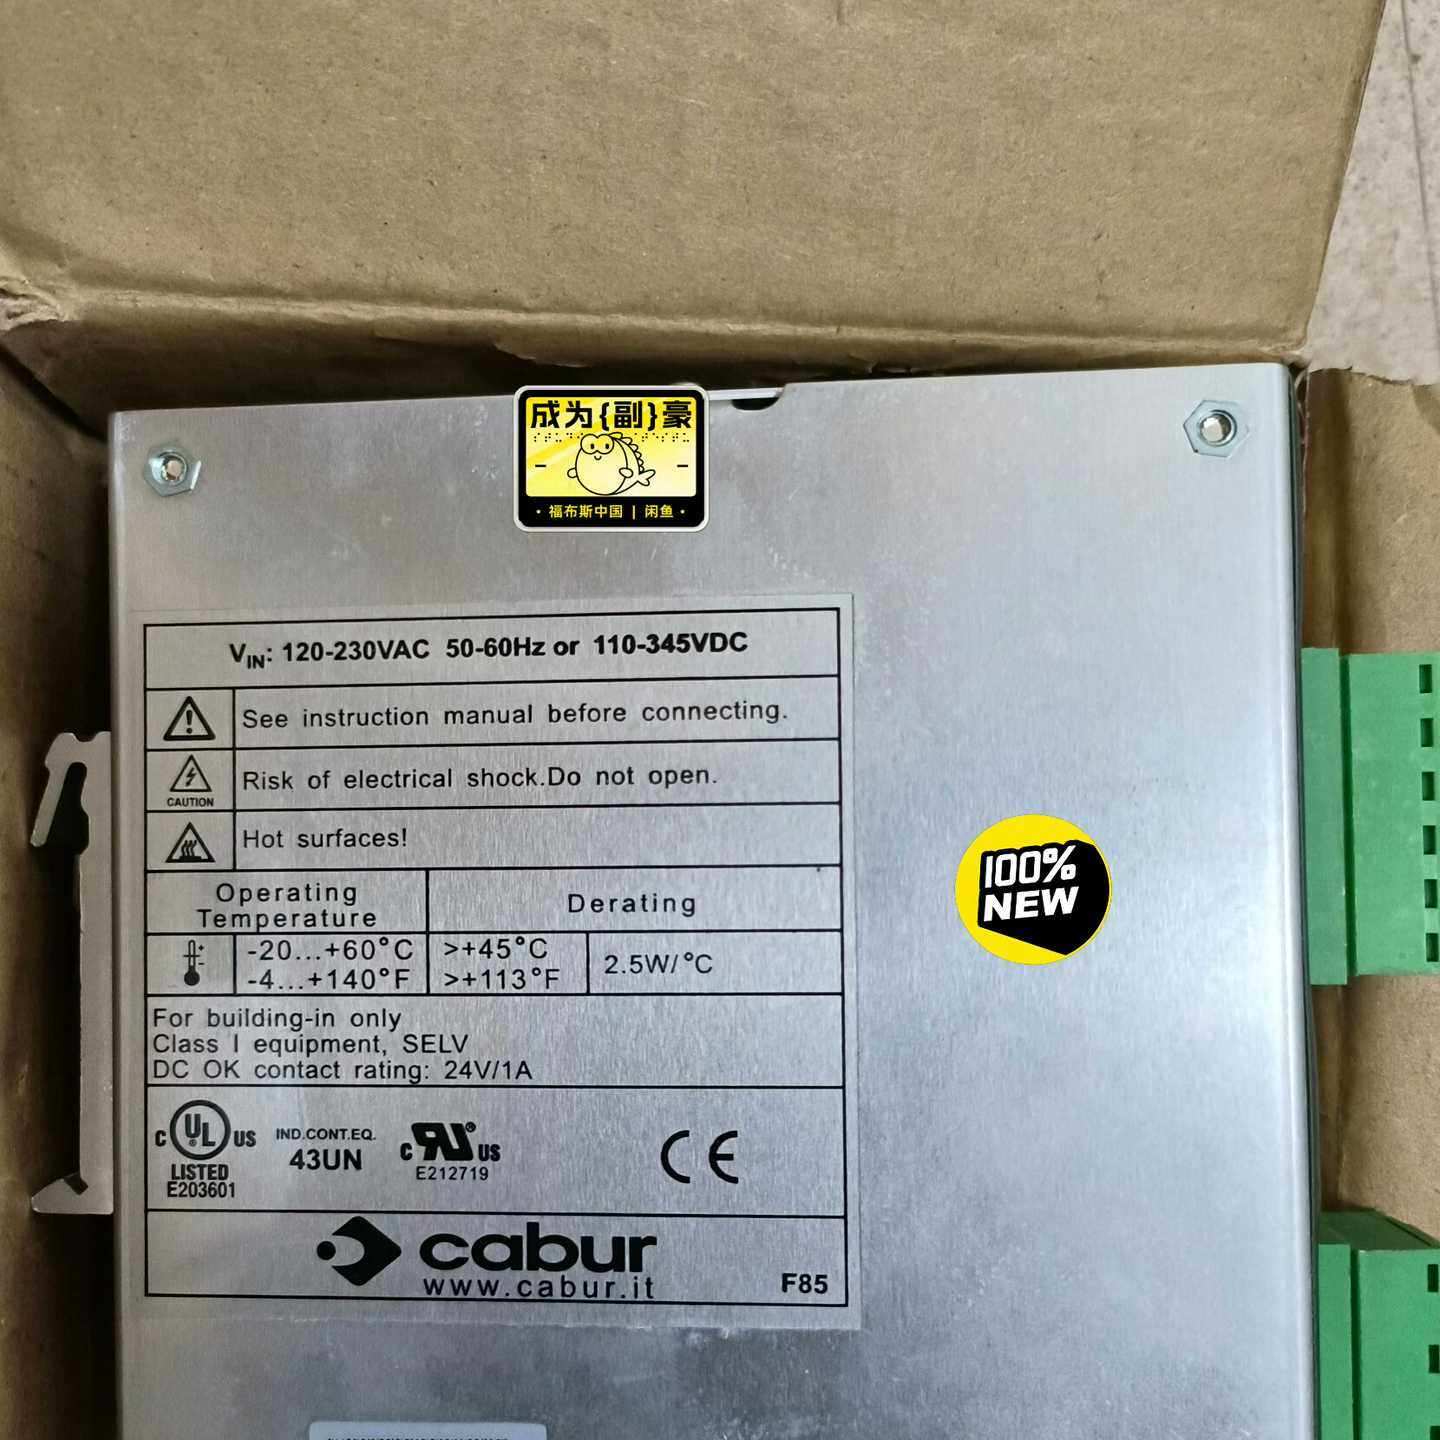 成为{副}豪
· 福布斯中国 | 闲鱼 ·
VIN: 120-230VAC 50-60Hz or 110-345VDC
See instruction manual before connecting.
CAUTION
Risk of electrical shock.Do not open.
Hot surfaces!
Operating
Temperature
Derating
-20...+60°C
-4...+140°F
>+45°C
>+113°F
2.5W/°C
100%
NEW
For building-in only
Class I equipment, SELV
DC OK contact rating: 24V/1A
C UL ® US
LISTED
E203601
IND.CONT.EQ.
43UN
C RU ® US
E212719
CE
cabur
www.cabur.it
F85